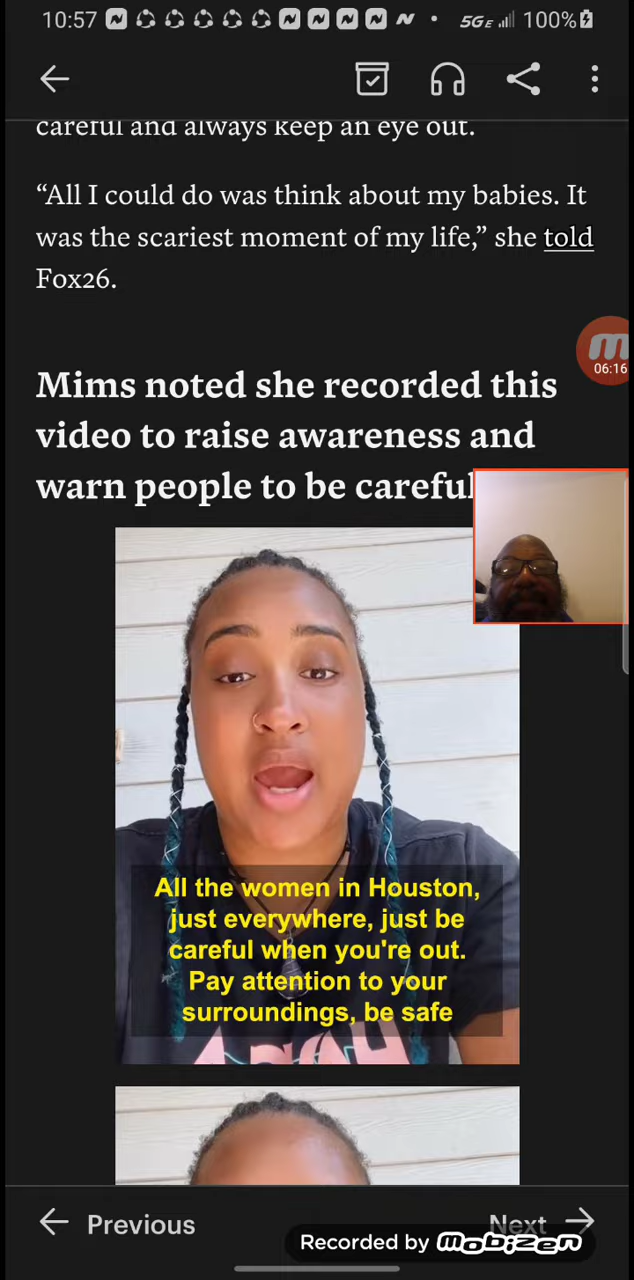 10:57
5GE
100%
careful and always keep an eye out.
“All I could do was think about my babies. It
was the scariest moment of my life,” she told
Fox26.
Mims noted she recorded this
video to raise awareness and
warn people to be careful
06:16
All the women in Houston,
just everywhere, just be
careful when you're out.
Pay attention to your
surroundings, be safe
Previous
Next
Recorded by mobizen